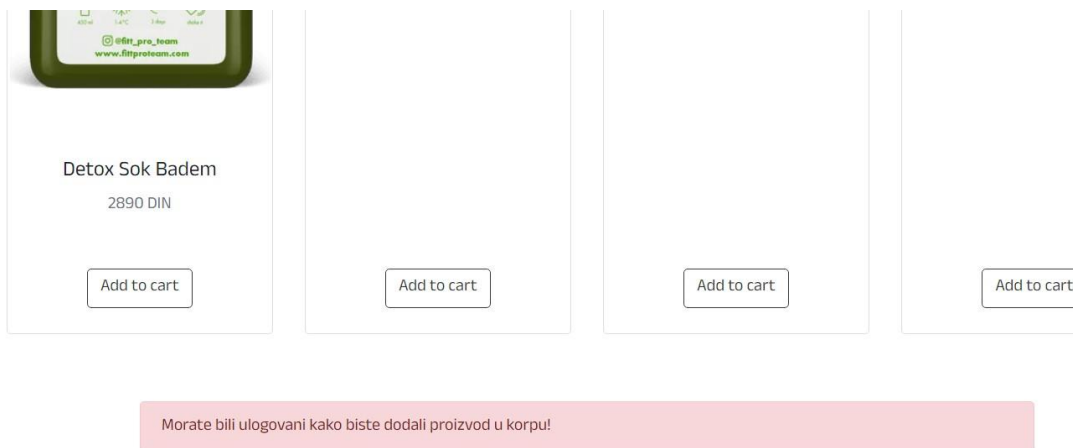 @fitt_pro_team
www.fittproteam.com
Detox Sok Badem
2890 DIN
Add to cart
Add to cart
Add to cart
Add to cart
Morate bili ulogovani kako biste dodali proizvod u korpu!